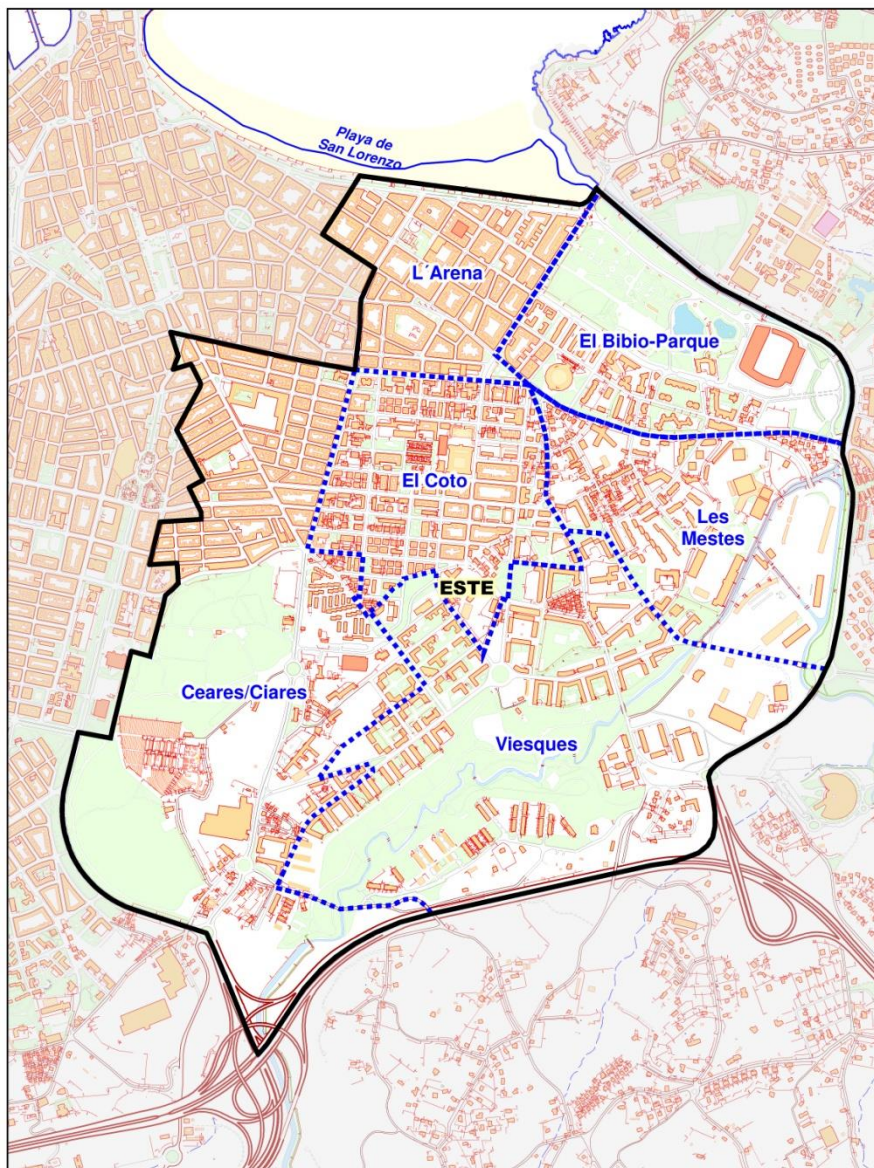 Playa de
San Lorenzo
L´Arena
El Bibio-Parque
El Coto
Les
Mestes
ESTE
Ceares/Ciares
Viesques